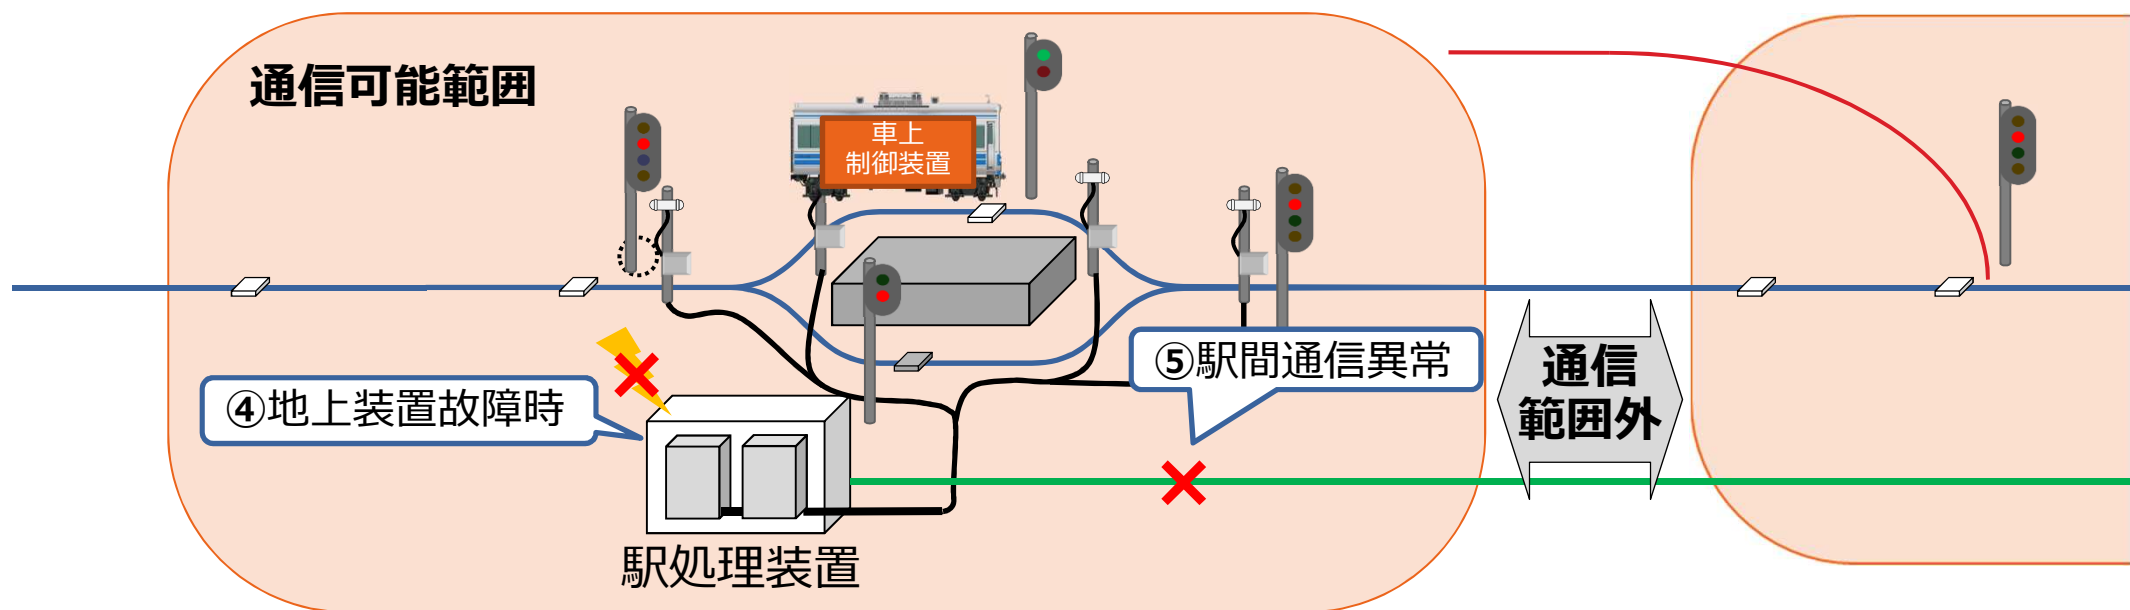 通信可能範囲
車上
制御装置
④地上装置故障時
⑤駅間通信異常
通信
範囲外
駅処理装置